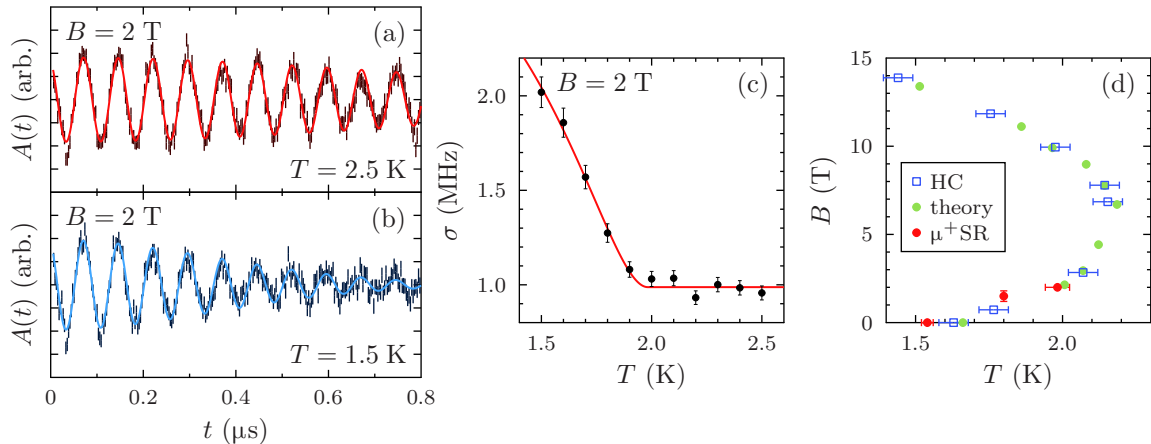 B = 2 T
(a)
A(t) (arb.)
T = 2.5 K
B = 2 T
(b)
A(t) (arb.)
T = 1.5 K
0
0.2
0.4
0.6
0.8
t (μs)
B = 2 T
(c)
2.0
1.5
1.0
σ (MHz)
1.5
2.0
2.5
T (K)
(d)
15
10
5
0
B (T)
HC
theory
μ⁺SR
1.5
2.0
T (K)